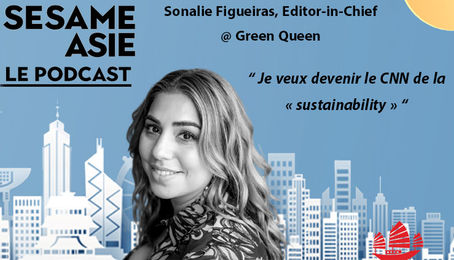 SESAME
ASIE
LE PODCAST
Sonalie Figueiras, Editor-in-Chief
@ Green Queen
“ Je veux devenir le CNN de la
« sustainability » “